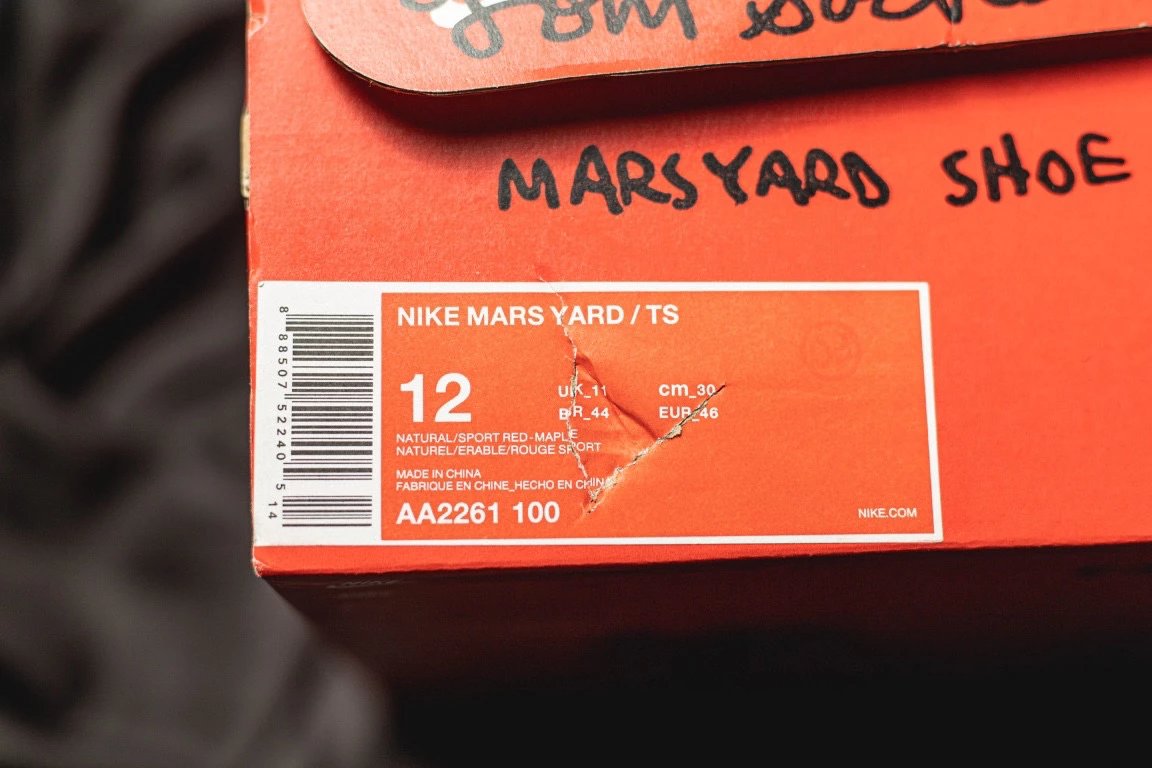 MARSYARD SHOE
NIKE MARS YARD / TS
12
UK_11 cm_30
BR_44 EUR_46
NATURAL/SPORT RED-MAPLE
NATUREL/ERABLE/ROUGE SPORT
MADE IN CHINA
FABRIQUE EN CHINE_HECHO EN CHINA
AA2261 100
NIKE.COM
8 88507 52240 5 14